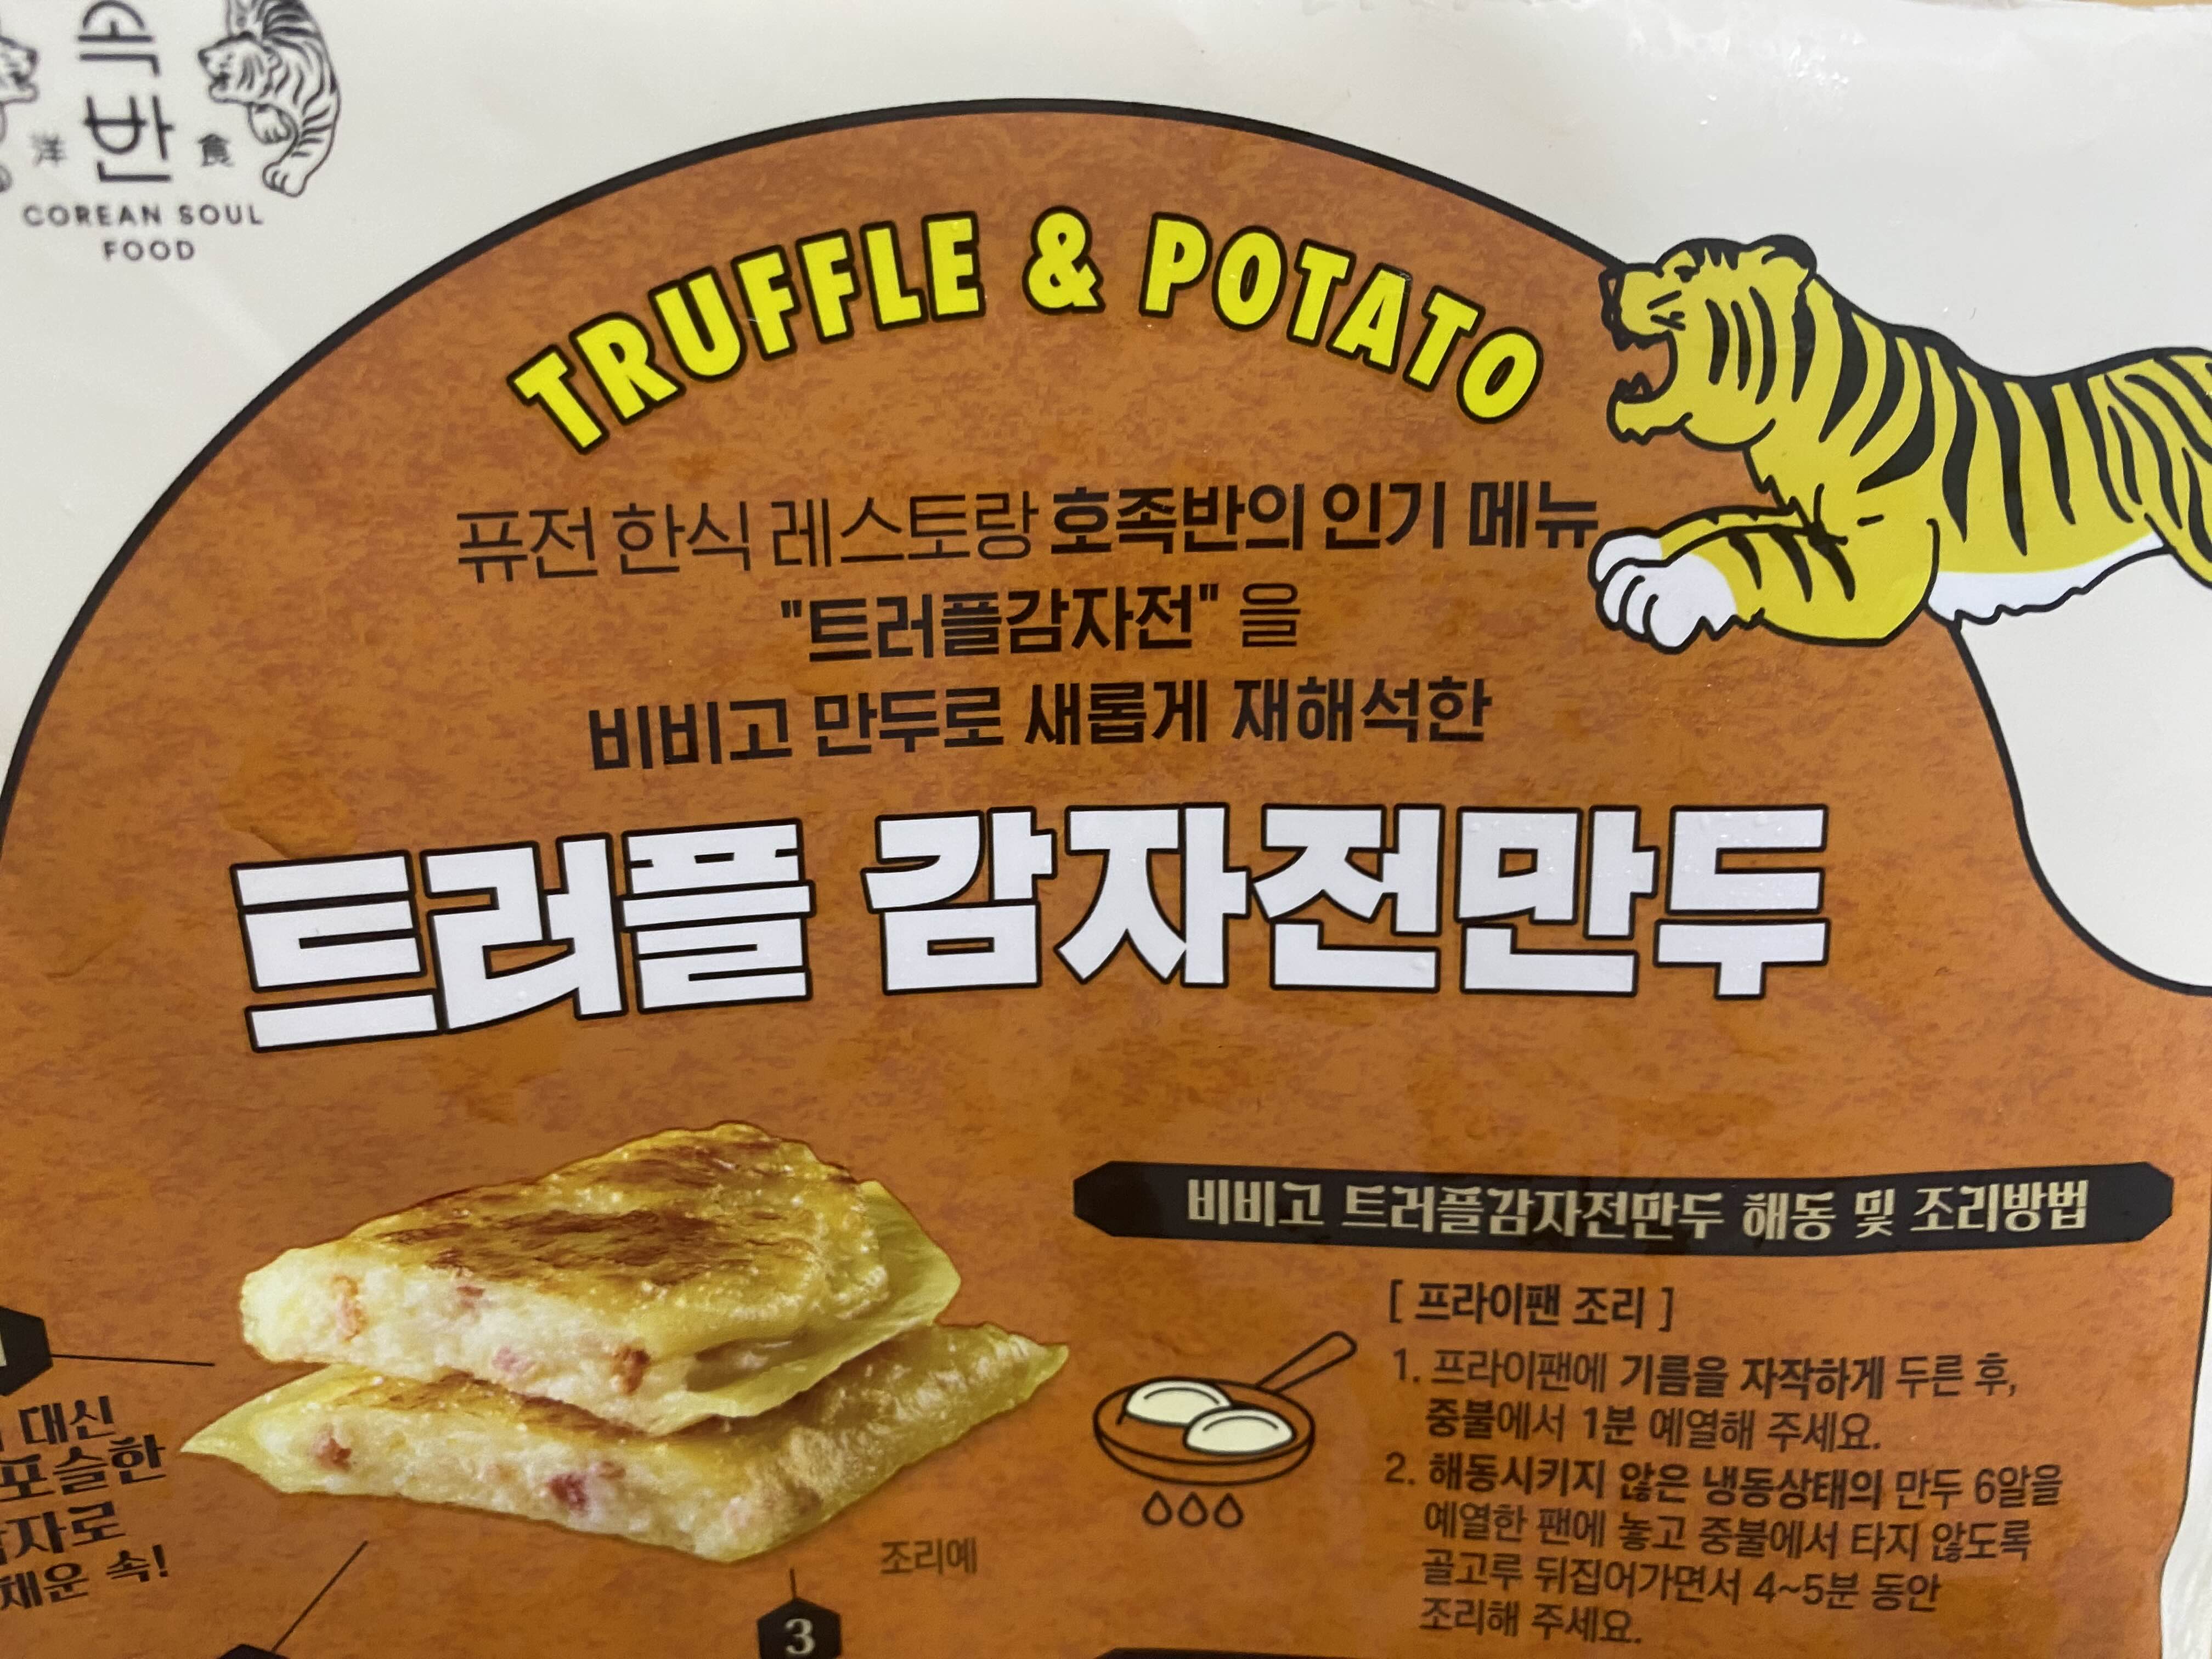 洋 食
COREAN SOUL
FOOD
TRUFFLE & POTATO
퓨전 한식 레스토랑 호족반의 인기 메뉴
"트러플감자전" 을
비비고 만두로 새롭게 재해석한
트러플 감자전만두
비비고 트러플감자전만두 해동 및 조리방법
[ 프라이팬 조리 ]
1. 프라이팬에 기름을 자작하게 두른 후,
중불에서 1분 예열해 주세요.
2. 해동시키지 않은 냉동상태의 만두 6알을
예열한 팬에 놓고 중불에서 타지 않도록
골고루 뒤집어가면서 4~5분 동안
조리해 주세요.
대신
포슬한
감자로
채운 속!
조리예
3